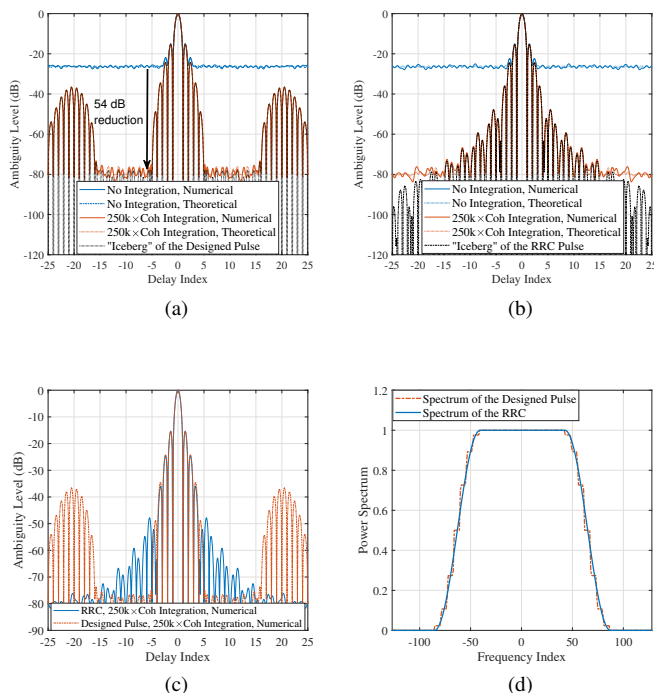 0
-20
-40
-60
-80
-100
-120
Ambiguity Level (dB)
54 dB
reduction
No Integration, Numerical
No Integration, Theoretical
250k×Coh Integration, Numerical
250k×Coh Integration, Theoretical
"Iceberg" of the Designed Pulse
-25 -20 -15 -10 -5 0 5 10 15 20 25
Delay Index
(a)
0
-20
-40
-60
-80
-100
-120
Ambiguity Level (dB)
No Integration, Numerical
No Integration, Theoretical
250k×Coh Integration, Numerical
250k×Coh Integration, Theoretical
"Iceberg" of the RRC Pulse
-25 -20 -15 -10 -5 0 5 10 15 20 25
Delay Index
(b)
0
-10
-20
-30
-40
-50
-60
-70
-80
-90
Ambiguity Level (dB)
RRC, 250k×Coh Integration, Numerical
Designed Pulse, 250k×Coh Integration, Numerical
-25 -20 -15 -10 -5 0 5 10 15 20 25
Delay Index
(c)
1.2
1
0.8
0.6
0.4
0.2
0
Power Spectrum
Spectrum of the Designed Pulse
Spectrum of the RRC
-100 -50 0 50 100
Frequency Index
(d)